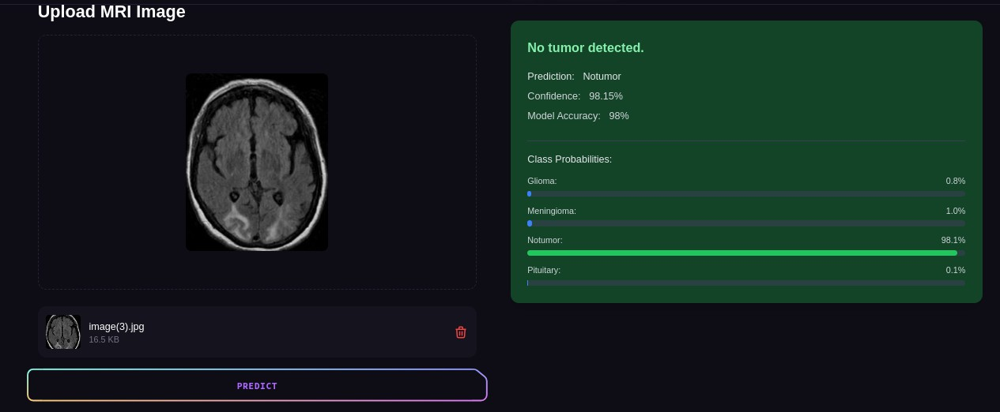 Upload MRI Image
image(3).jpg
16.5 KB
PREDICT
No tumor detected.
Prediction: Notumor
Confidence: 98.15%
Model Accuracy: 98%
Class Probabilities:
Glioma: 0.8%
Meningioma: 1.0%
Notumor: 98.1%
Pituitary: 0.1%